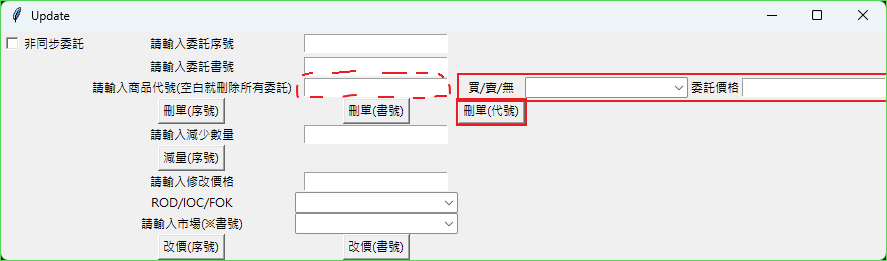 Update
非同步委託 請輸入委託序號
請輸入委託書號
請輸入商品代號(空白就刪除所有委託) 買/賣/無 委託價格
刪單(序號) 刪單(書號) 刪單(代號)
請輸入減少數量
減量(序號)
請輸入修改價格
ROD/IOC/FOK
請輸入市場(※書號)
改價(序號) 改價(書號)